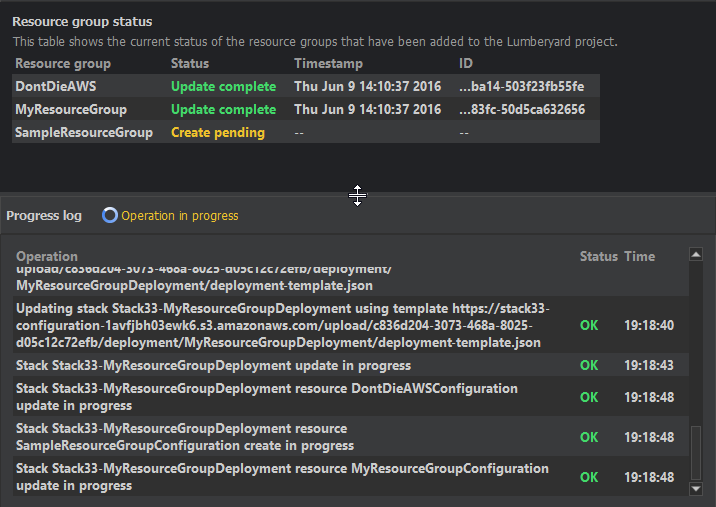 Resource group status
This table shows the current status of the resource groups that have been added to the Lumberyard project.
Resource group Status Timestamp ID
DontDieAWS Update complete Thu Jun 9 14:10:37 2016 ...ba14-503f23fb55fe
MyResourceGroup Update complete Thu Jun 9 14:10:37 2016 ...83fc-50d5ca632656
SampleResourceGroup Create pending -- --
Progress log Operation in progress
Operation Status Time
upload/c836d204-3073-468a-8025-d05c12c72efb/deployment/
MyResourceGroupDeployment/deployment-template.json
Updating stack Stack33-MyResourceGroupDeployment using template https://stack33-
configuration-1avfjbh03ewk6.s3.amazonaws.com/upload/c836d204-3073-468a-8025- OK 19:18:40
d05c12c72efb/deployment/MyResourceGroupDeployment/deployment-template.json
Stack Stack33-MyResourceGroupDeployment update in progress OK 19:18:43
Stack Stack33-MyResourceGroupDeployment resource DontDieAWSConfiguration
update in progress OK 19:18:48
Stack Stack33-MyResourceGroupDeployment resource
SampleResourceGroupConfiguration create in progress OK 19:18:48
Stack Stack33-MyResourceGroupDeployment resource MyResourceGroupConfiguration
update in progress OK 19:18:48